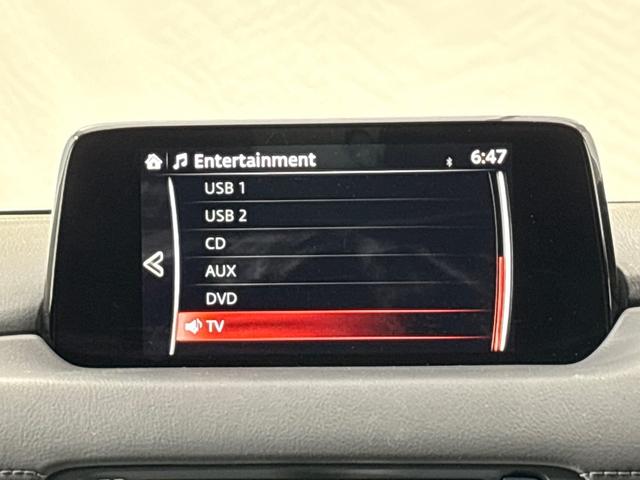 Entertainment 6:47
USB 1
USB 2
CD
AUX
DVD
TV